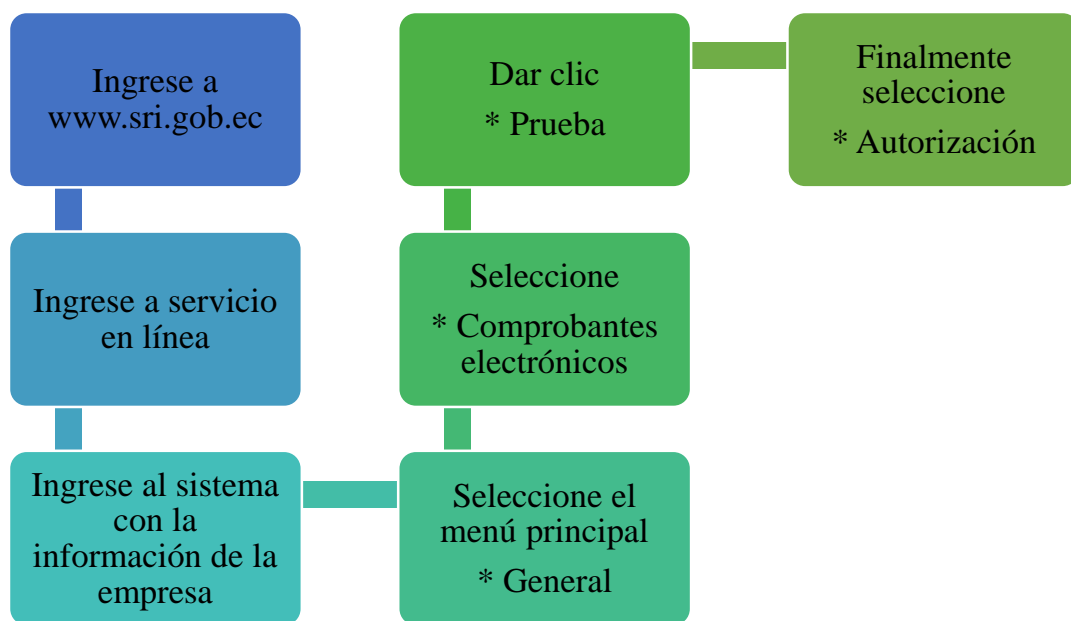 Ingrese a
www.sri.gob.ec
Ingrese a servicio
en línea
Ingrese al sistema
con la
información de la
empresa
Seleccione el
menú principal
* General
Seleccione
* Comprobantes
electrónicos
Dar clic
* Prueba
Finalmente
seleccione
* Autorización